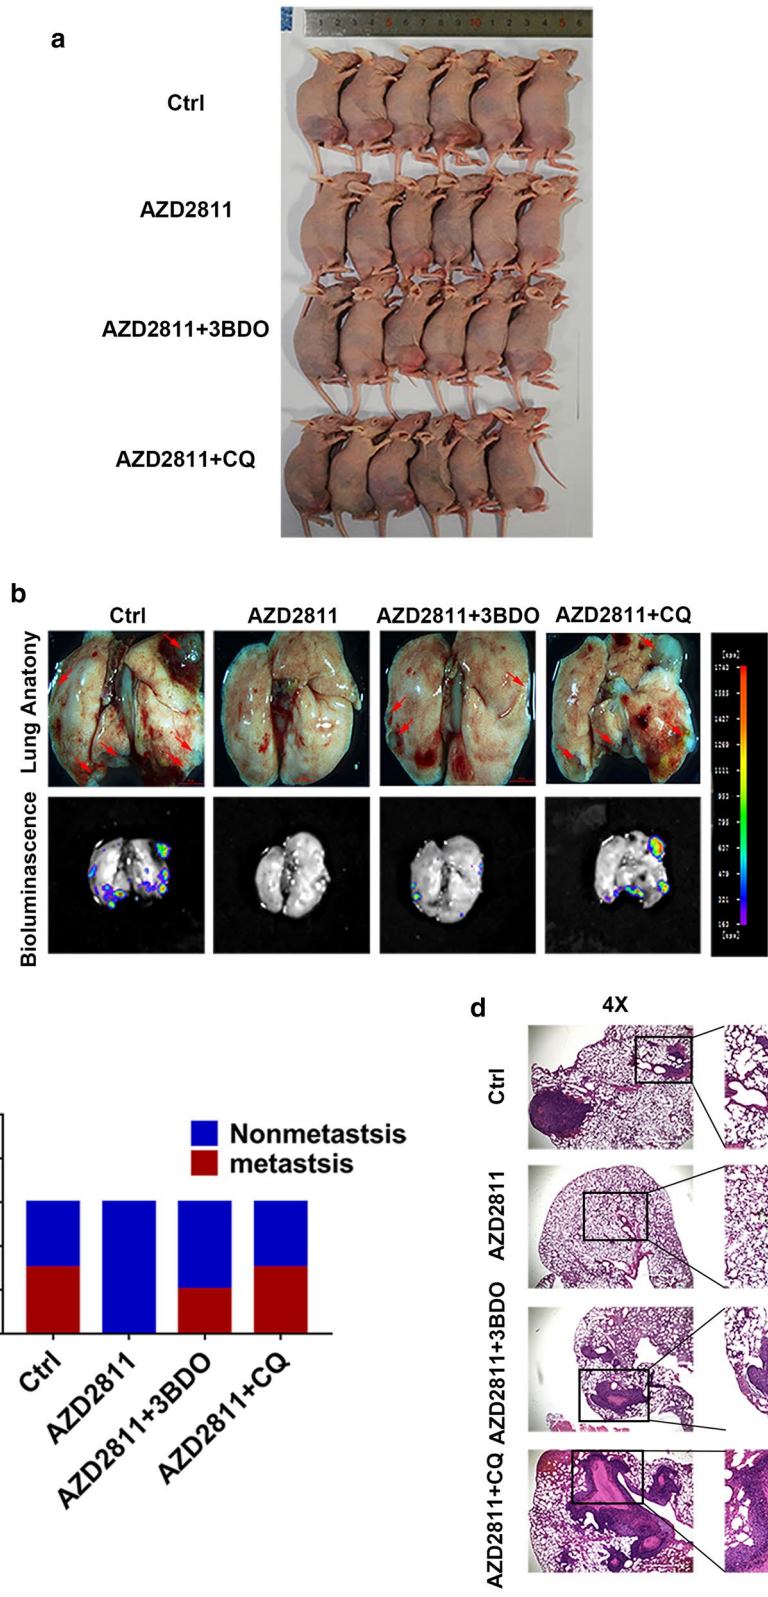 a
Ctrl
AZD2811
AZD2811+3BDO
AZD2811+CQ
b
Ctrl AZD2811 AZD2811+3BDO AZD2811+CQ
Lung Anatony
Bioluminascence
d
4X
Nonmetastsis
metastsis
Ctrl
AZD2811
AZD2811+3BDO
AZD2811+CQ
Ctrl
AZD2811
AZD2811+3BDO
AZD2811+CQ